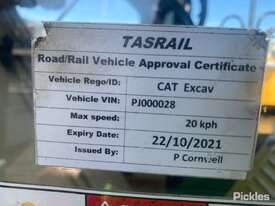 TASRAIL
Road/Rail Vehicle Approval Certificate
Vehicle Rego/ID: CAT Excav
Vehicle VIN: PJ000028
Max speed: 20 kph
Expiry Date: 22/10/2021
Issued By: P Cornwell
Pickles